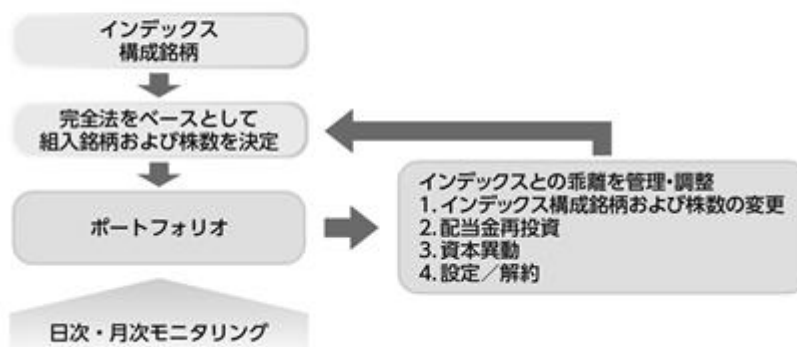 インデックス
構成銘柄
完全法をベースとして
組入銘柄および株数を決定
ポートフォリオ
日次・月次モニタリング
インデックスとの乖離を管理・調整
1.インデックス構成銘柄および株数の変更
2.配当金再投資
3.資本異動
4.設定／解約